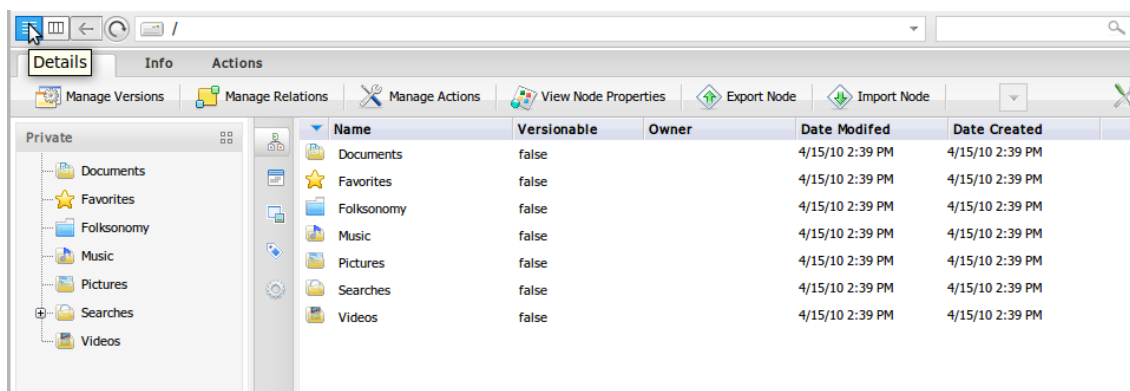 /
Details Info Actions
Manage Versions Manage Relations Manage Actions View Node Properties Export Node Import Node
Private
Documents
Favorites
Folksonomy
Music
Pictures
Searches
Videos
Name Versionable Owner Date Modifed Date Created
Documents false 4/15/10 2:39 PM 4/15/10 2:39 PM
Favorites false 4/15/10 2:39 PM 4/15/10 2:39 PM
Folksonomy false 4/15/10 2:39 PM 4/15/10 2:39 PM
Music false 4/15/10 2:39 PM 4/15/10 2:39 PM
Pictures false 4/15/10 2:39 PM 4/15/10 2:39 PM
Searches false 4/15/10 2:39 PM 4/15/10 2:39 PM
Videos false 4/15/10 2:39 PM 4/15/10 2:39 PM